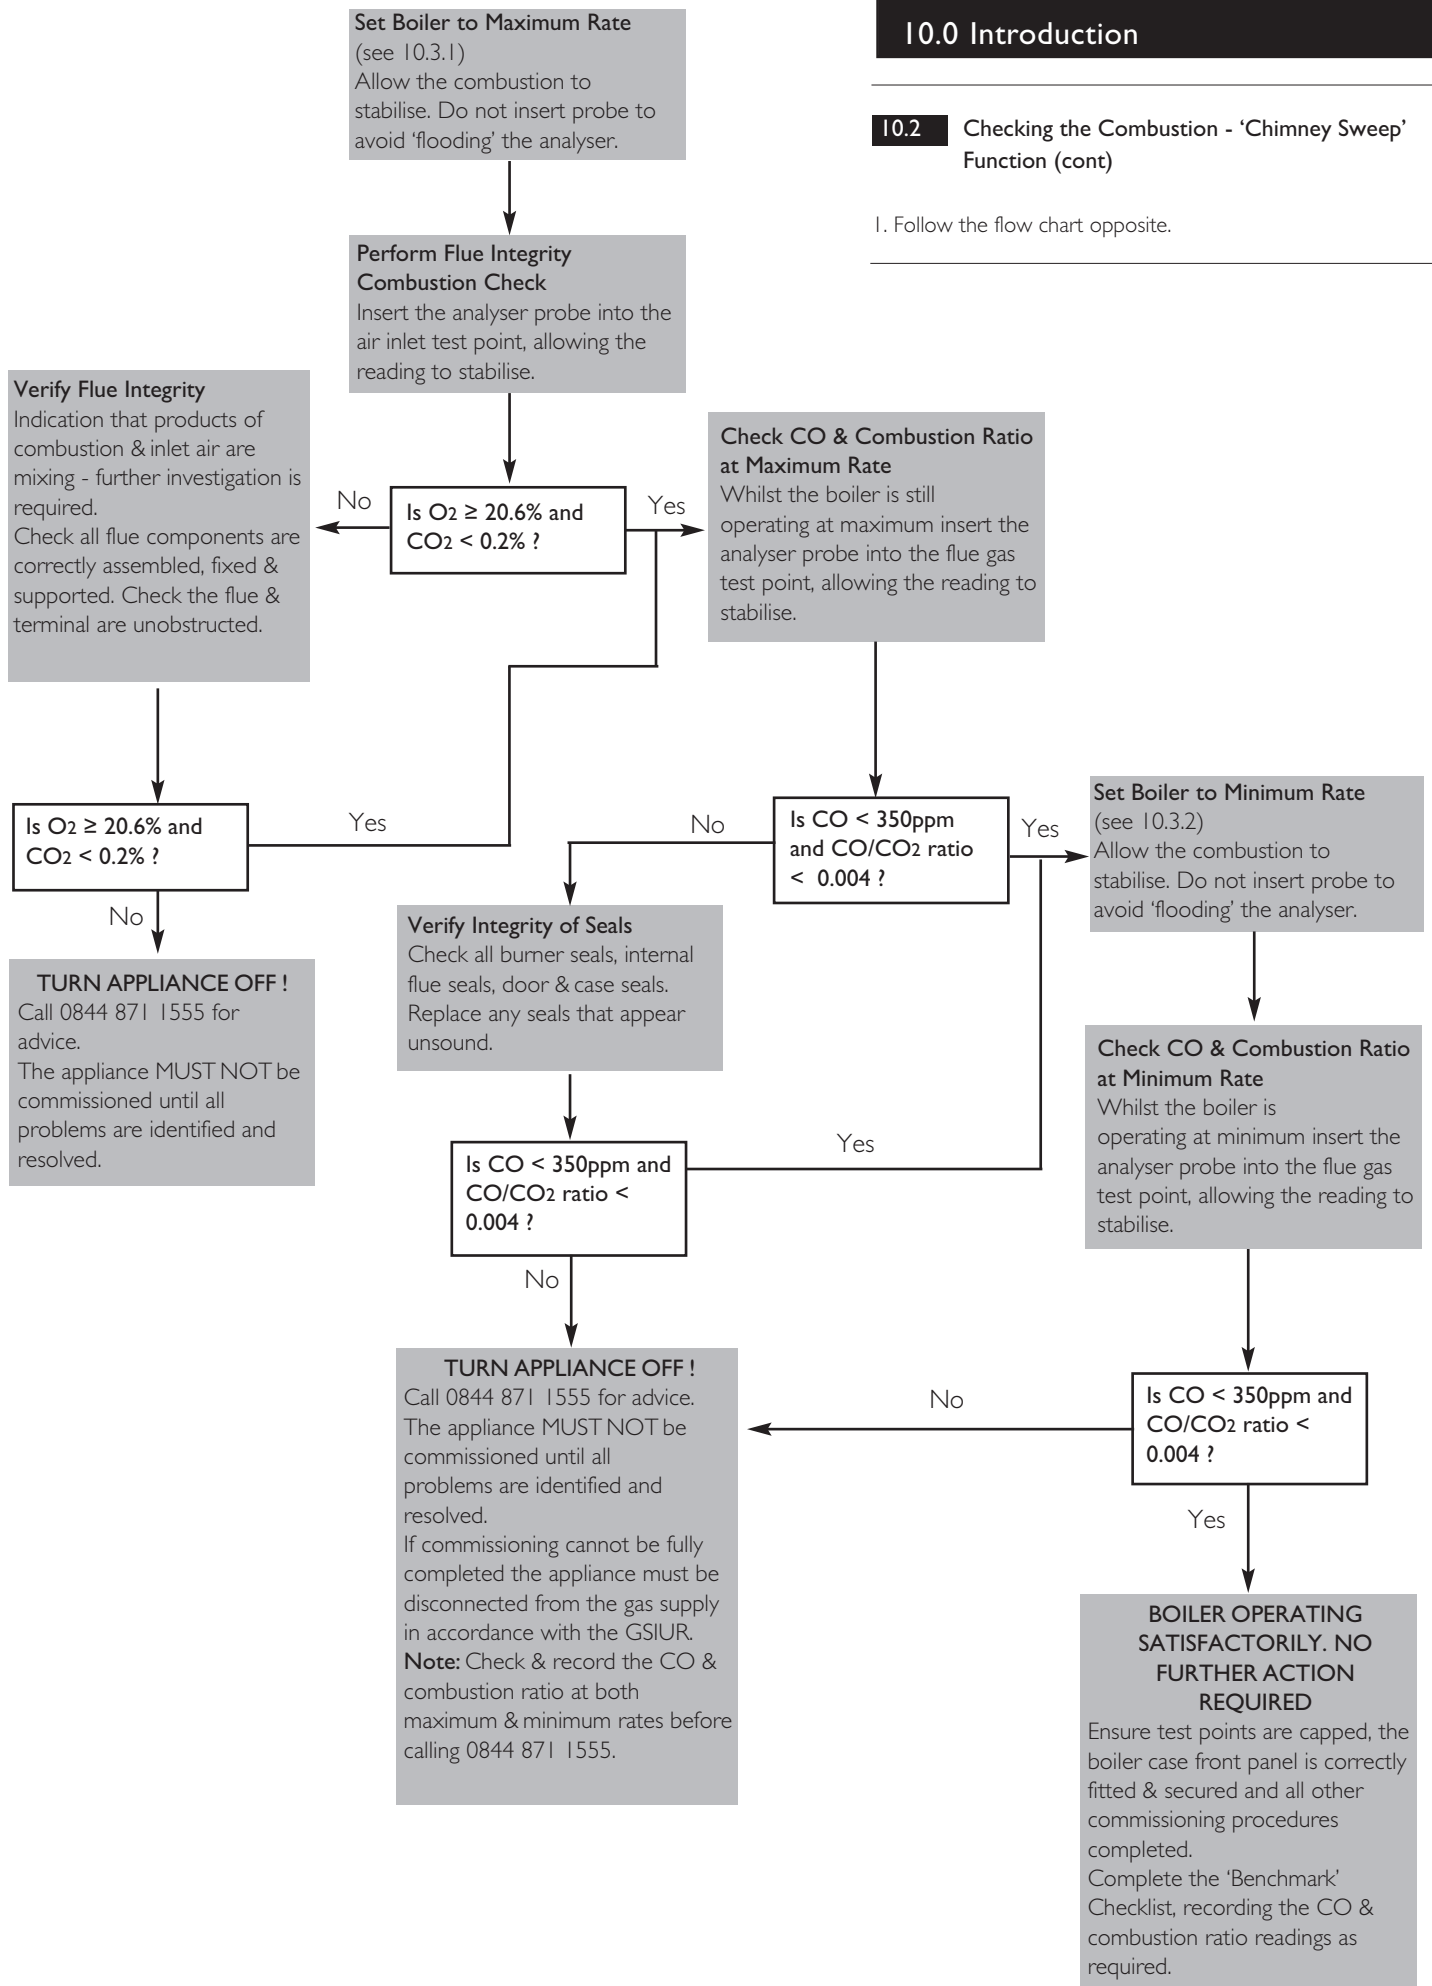 10.0 Introduction
10.2 Checking the Combustion - ‘Chimney Sweep’
Function (cont)
1. Follow the flow chart opposite.
Set Boiler to Maximum Rate
(see 10.3.1)
Allow the combustion to
stabilise. Do not insert probe to
avoid ‘flooding’ the analyser.
Perform Flue Integrity
Combustion Check
Insert the analyser probe into the
air inlet test point, allowing the
reading to stabilise.
Is O2 ≥ 20.6% and
CO2 < 0.2% ?
No
Yes
Verify Flue Integrity
Indication that products of
combustion & inlet air are
mixing - further investigation is
required.
Check all flue components are
correctly assembled, fixed &
supported. Check the flue &
terminal are unobstructed.
Is O2 ≥ 20.6% and
CO2 < 0.2% ?
Yes
No
TURN APPLIANCE OFF !
Call 0844 871 1555 for
advice.
The appliance MUST NOT be
commissioned until all
problems are identified and
resolved.
Check CO & Combustion Ratio
at Maximum Rate
Whilst the boiler is still
operating at maximum insert the
analyser probe into the flue gas
test point, allowing the reading to
stabilise.
Is CO < 350ppm
and CO/CO2 ratio
< 0.004 ?
No
Yes
Verify Integrity of Seals
Check all burner seals, internal
flue seals, door & case seals.
Replace any seals that appear
unsound.
Is CO < 350ppm and
CO/CO2 ratio <
0.004 ?
Yes
No
TURN APPLIANCE OFF !
Call 0844 871 1555 for advice.
The appliance MUST NOT be
commissioned until all
problems are identified and
resolved.
If commissioning cannot be fully
completed the appliance must be
disconnected from the gas supply
in accordance with the GSIUR.
Note: Check & record the CO &
combustion ratio at both
maximum & minimum rates before
calling 0844 871 1555.
Set Boiler to Minimum Rate
(see 10.3.2)
Allow the combustion to
stabilise. Do not insert probe to
avoid ‘flooding’ the analyser.
Check CO & Combustion Ratio
at Minimum Rate
Whilst the boiler is
operating at minimum insert the
analyser probe into the flue gas
test point, allowing the reading to
stabilise.
Is CO < 350ppm and
CO/CO2 ratio <
0.004 ?
No
Yes
BOILER OPERATING
SATISFACTORILY. NO
FURTHER ACTION
REQUIRED
Ensure test points are capped, the
boiler case front panel is correctly
fitted & secured and all other
commissioning procedures
completed.
Complete the ‘Benchmark’
Checklist, recording the CO &
combustion ratio readings as
required.